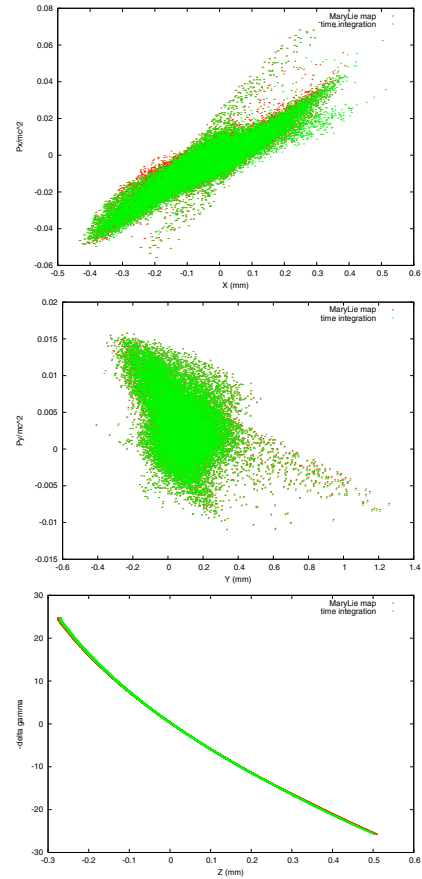 0.08
0.06
0.04
0.02
0
-0.02
-0.04
-0.06
Px/mc^2
MaryLie map
time integration
-0.5 -0.4 -0.3 -0.2 -0.1 0 0.1 0.2 0.3 0.4 0.5 0.6
X (mm)
0.02
0.015
0.01
0.005
0
-0.005
-0.01
-0.015
Py/mc^2
MaryLie map
time integration
-0.6 -0.4 -0.2 0 0.2 0.4 0.6 0.8 1 1.2 1.4
Y (mm)
30
20
10
0
-10
-20
-30
-delta gamma
MaryLie map
time integration
-0.3 -0.2 -0.1 0 0.1 0.2 0.3 0.4 0.5 0.6
Z (mm)